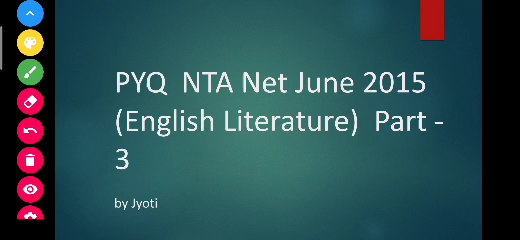 PYQ NTA Net June 2015
(English Literature) Part -
3
by Jyoti